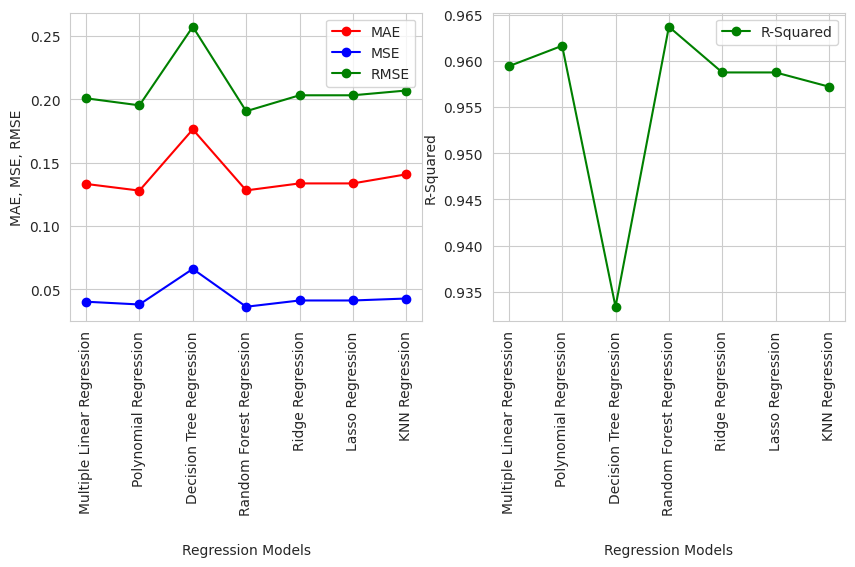 0.25
0.20
0.15
0.10
0.05
MAE, MSE, RMSE
MAE
MSE
RMSE
Multiple Linear Regression
Polynomial Regression
Decision Tree Regression
Random Forest Regression
Ridge Regression
Lasso Regression
KNN Regression
Regression Models
0.965
0.960
0.955
0.950
0.945
0.940
0.935
R-Squared
R-Squared
Multiple Linear Regression
Polynomial Regression
Decision Tree Regression
Random Forest Regression
Ridge Regression
Lasso Regression
KNN Regression
Regression Models